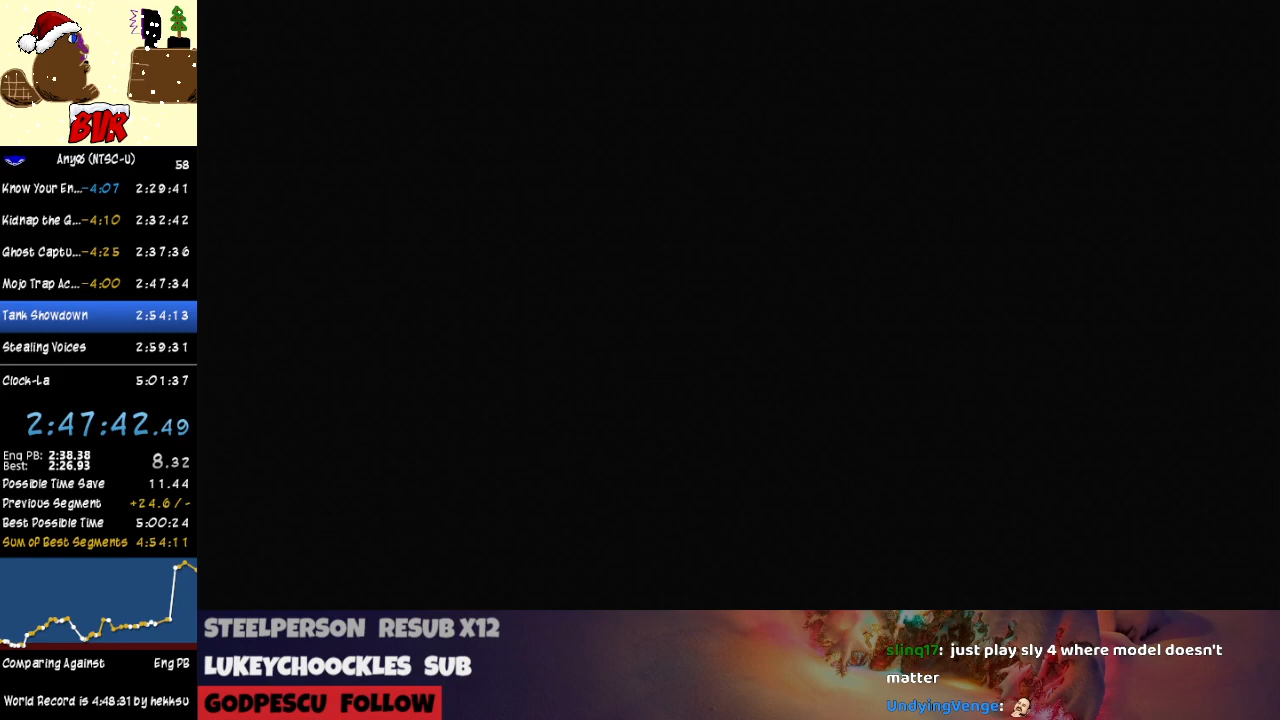 BVR
Any% (NTSC-U) 58
Know Your En... -4:07 2:29:41
Kidnap the G... -4:10 2:32:42
Ghost Captu... -4:25 2:37:36
Mojo Trap Ac... -4:00 2:47:34
Tank Showdown 2:54:13
Stealing Voices 2:59:31
Clock-La 5:01:37
2:47:42.49
Eng PB: 2:38.38
Best: 2:26.93
8.32
Possible Time Save 11.44
Previous Segment +24.6 / -
Best Possible Time 5:00:24
Sum of Best Segments 4:54:11
Comparing Against Eng PB
World Record is 4:48:31 by hekksu
STEELPERSON RESUB X12
LUKEYCHOOCKLES SUB
GODPESCU FOLLOW
slinq17: just play sly 4 where model doesn't
matter
UndyingVenge: